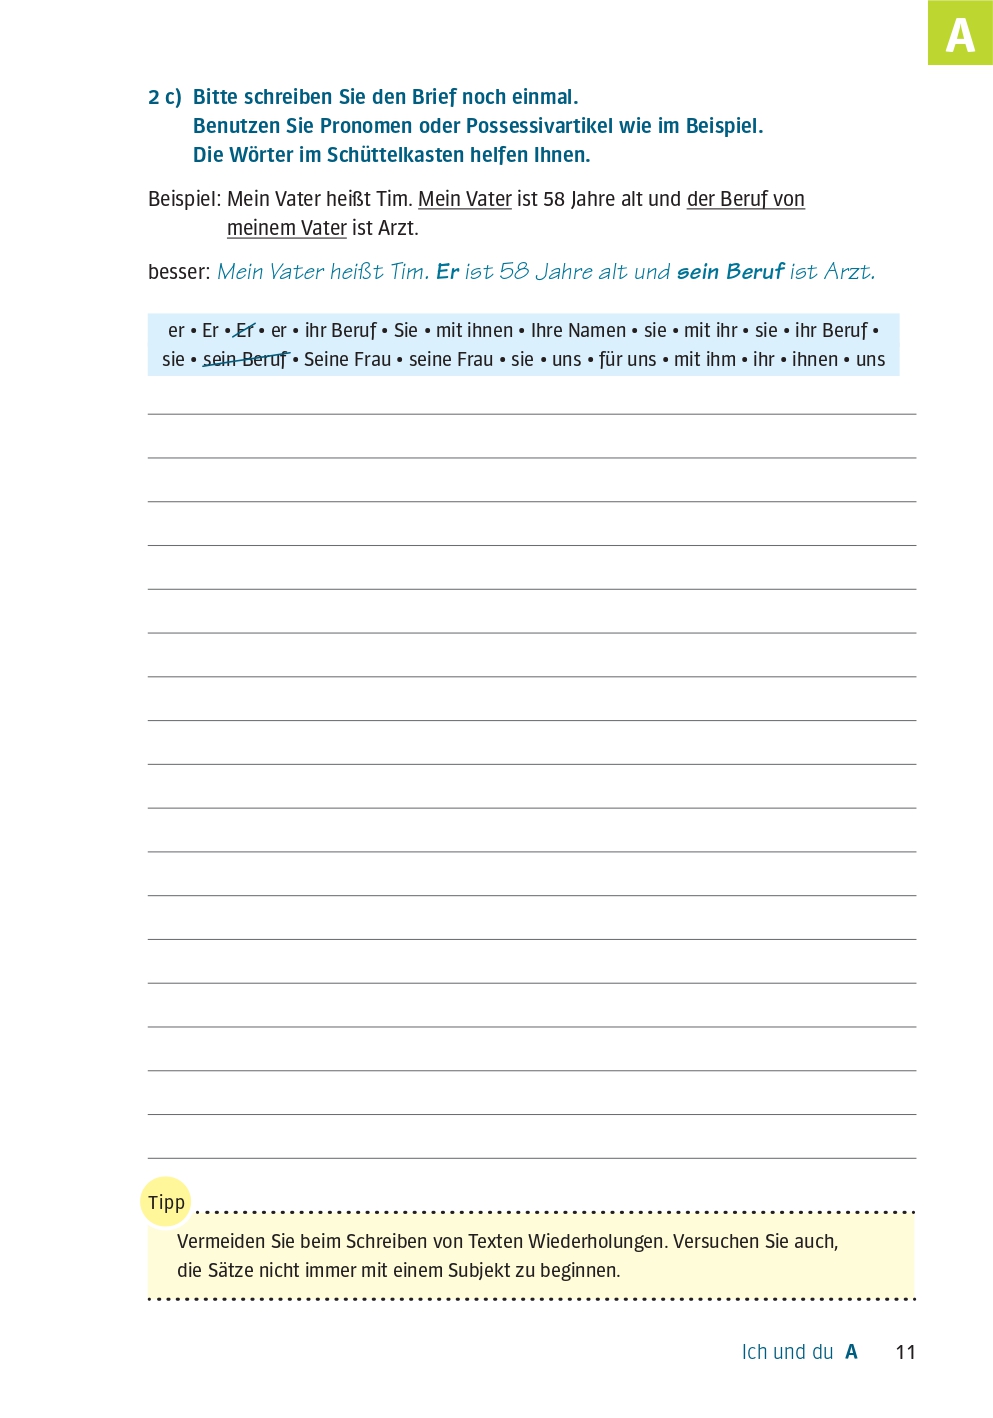 A
2 c) Bitte schreiben Sie den Brief noch einmal.
Benutzen Sie Pronomen oder Possessivartikel wie im Beispiel.
Die Wörter im Schüttelkasten helfen Ihnen.
Beispiel: Mein Vater heißt Tim. Mein Vater ist 58 Jahre alt und der Beruf von
meinem Vater ist Arzt.
besser: Mein Vater heißt Tim. Er ist 58 Jahre alt und sein Beruf ist Arzt.
er • Er • Er • er • ihr Beruf • Sie • mit ihnen • Ihre Namen • sie • mit ihr • sie • ihr Beruf •
sie • sein Beruf • Seine Frau • seine Frau • sie • uns • für uns • mit ihm • ihr • ihnen • uns
Tipp
Vermeiden Sie beim Schreiben von Texten Wiederholungen. Versuchen Sie auch,
die Sätze nicht immer mit einem Subjekt zu beginnen.
Ich und du A 11